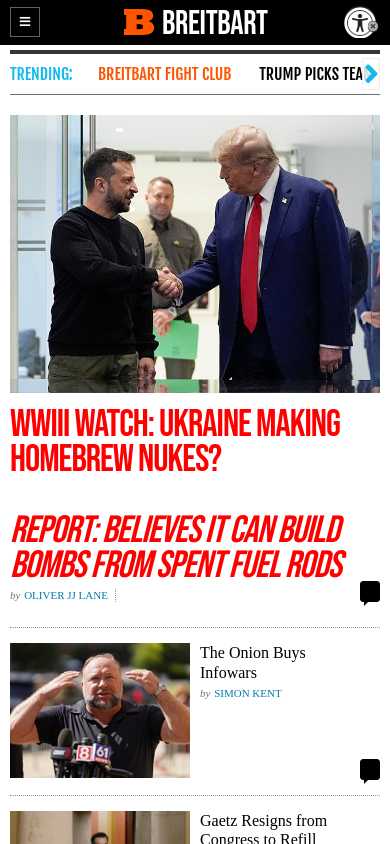 BREITBART
TRENDING: BREITBART FIGHT CLUB TRUMP PICKS TEA
WWIII WATCH: UKRAINE MAKING
HOMEBREW NUKES?
REPORT: BELIEVES IT CAN BUILD
BOMBS FROM SPENT FUEL RODS
by OLIVER JJ LANE
The Onion Buys
Infowars
by SIMON KENT
8 61
Gaetz Resigns from
Congress to Refill